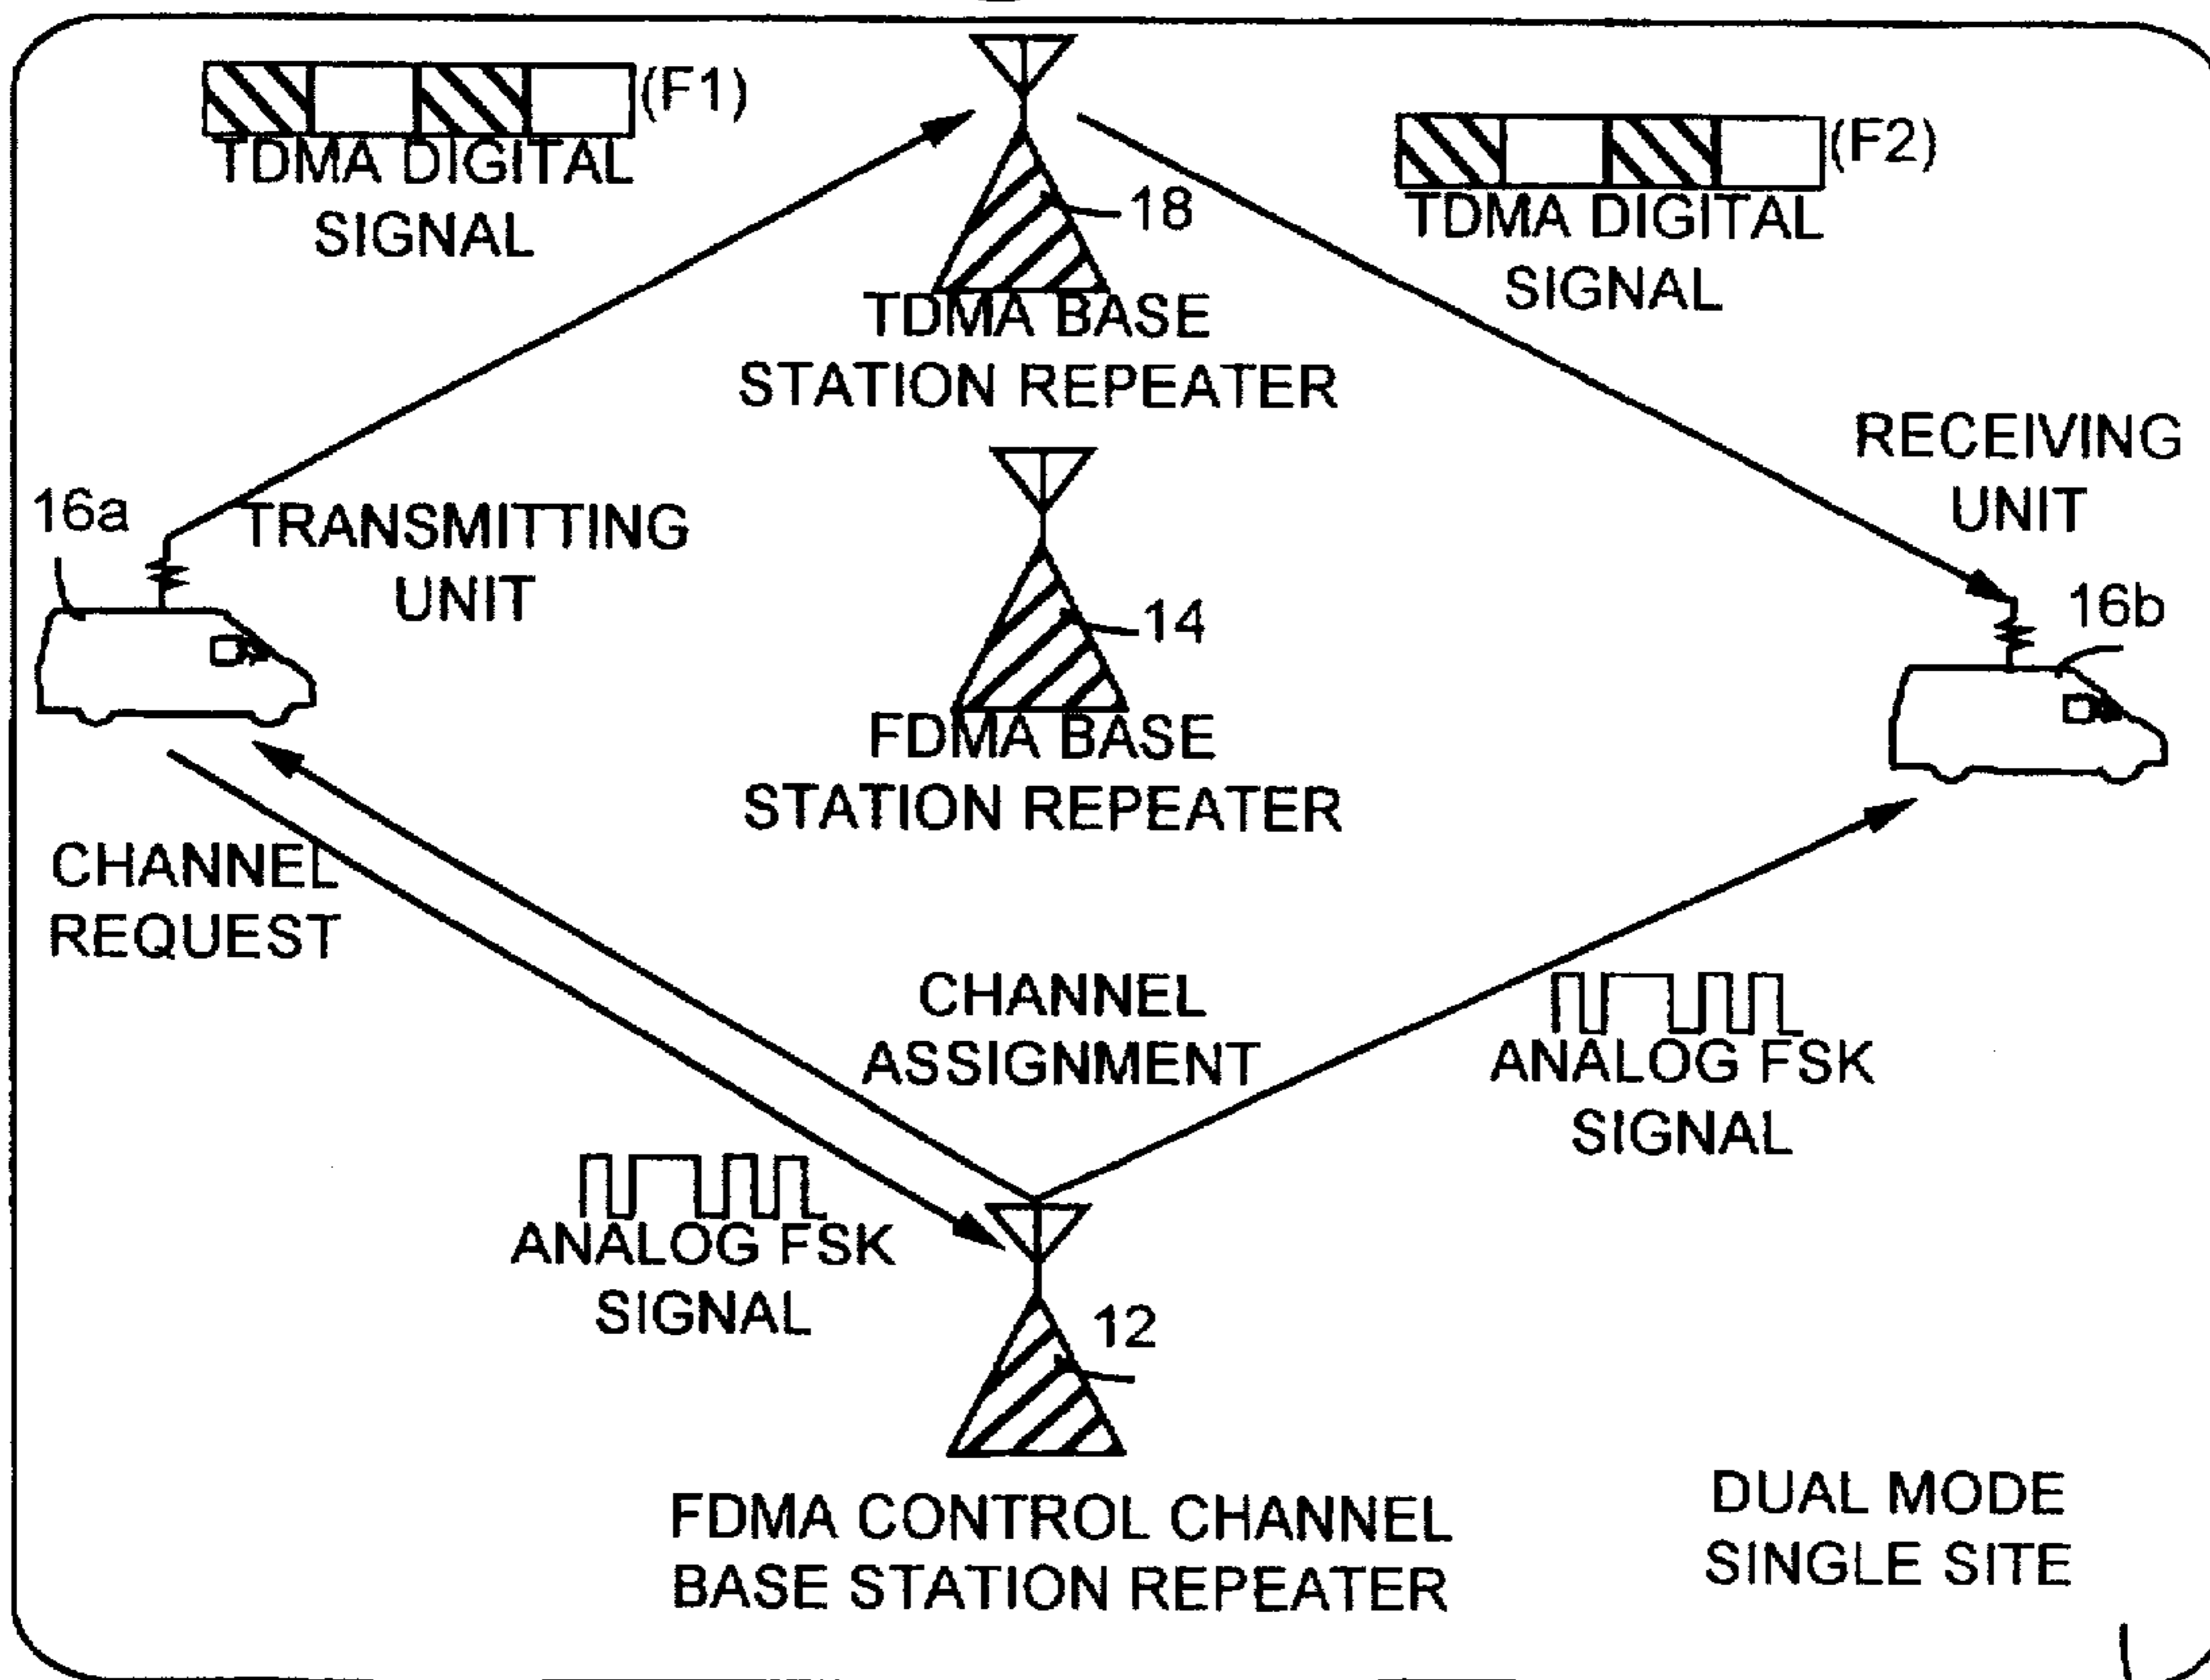 (F1)
TDMA DIGITAL
SIGNAL
18
(F2)
TDMA DIGITAL
SIGNAL
TDMA BASE
STATION REPEATER
RECEIVING
UNIT
16a
TRANSMITTING
UNIT
14
16b
FDMA BASE
STATION REPEATER
CHANNEL
REQUEST
CHANNEL
ASSIGNMENT
ANALOG FSK
SIGNAL
ANALOG FSK
SIGNAL
12
FDMA CONTROL CHANNEL
BASE STATION REPEATER
DUAL MODE
SINGLE SITE